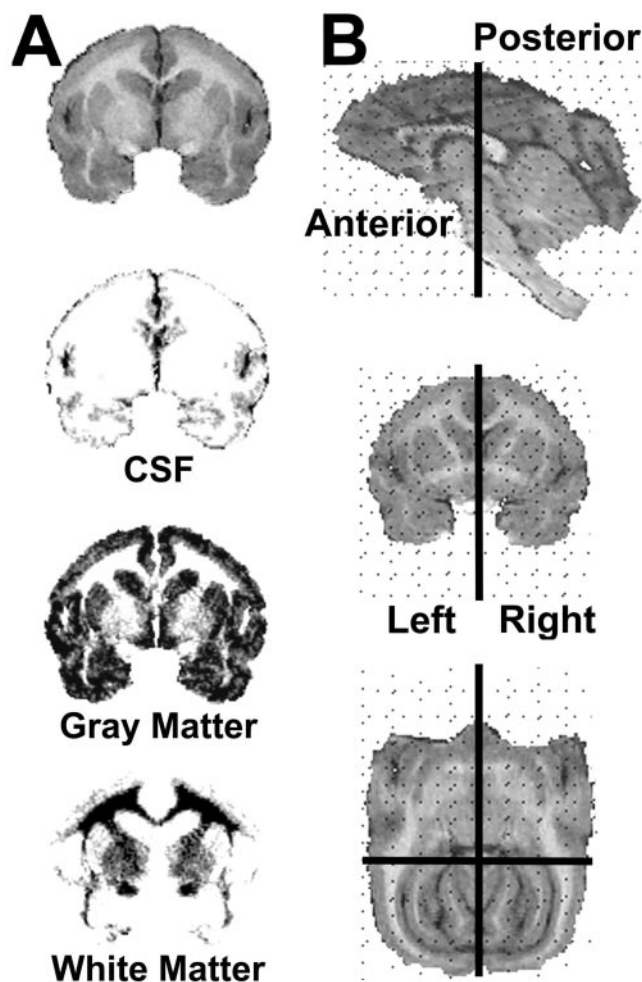 A
CSF
Gray Matter
White Matter
B
Posterior
Anterior
Left Right